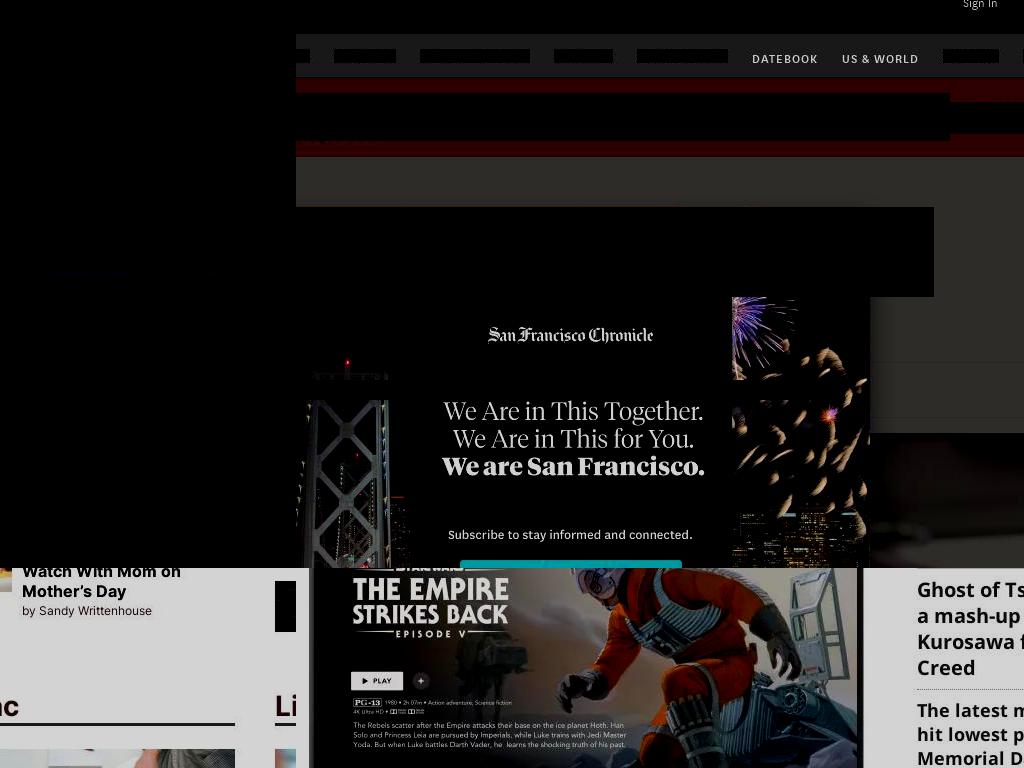 Sign In
DATEBOOK US & WORLD
San Francisco Chronicle
We Are in This Together.
We Are in This for You.
We are San Francisco.
Subscribe to stay informed and connected.
Watch With Mom on
Mother's Day
by Sandy Writtenhouse
STAR WARS
THE EMPIRE
STRIKES BACK
EPISODE V
PLAY
PG-13 1980 • 2h 07m • Action adventure, Science fiction
4K Ultra HD •
The Rebels scatter after the Empire attacks their base on the ice planet Hoth. Han
Solo and Princess Leia are pursued by Imperials, while Luke trains with Jedi Master
Yoda. But when Luke battles Darth Vader, he learns the shocking truth of his past.
Ghost of Ts
a mash-up
Kurosawa f
Creed
The latest m
hit lowest p
Memorial D
c
Li